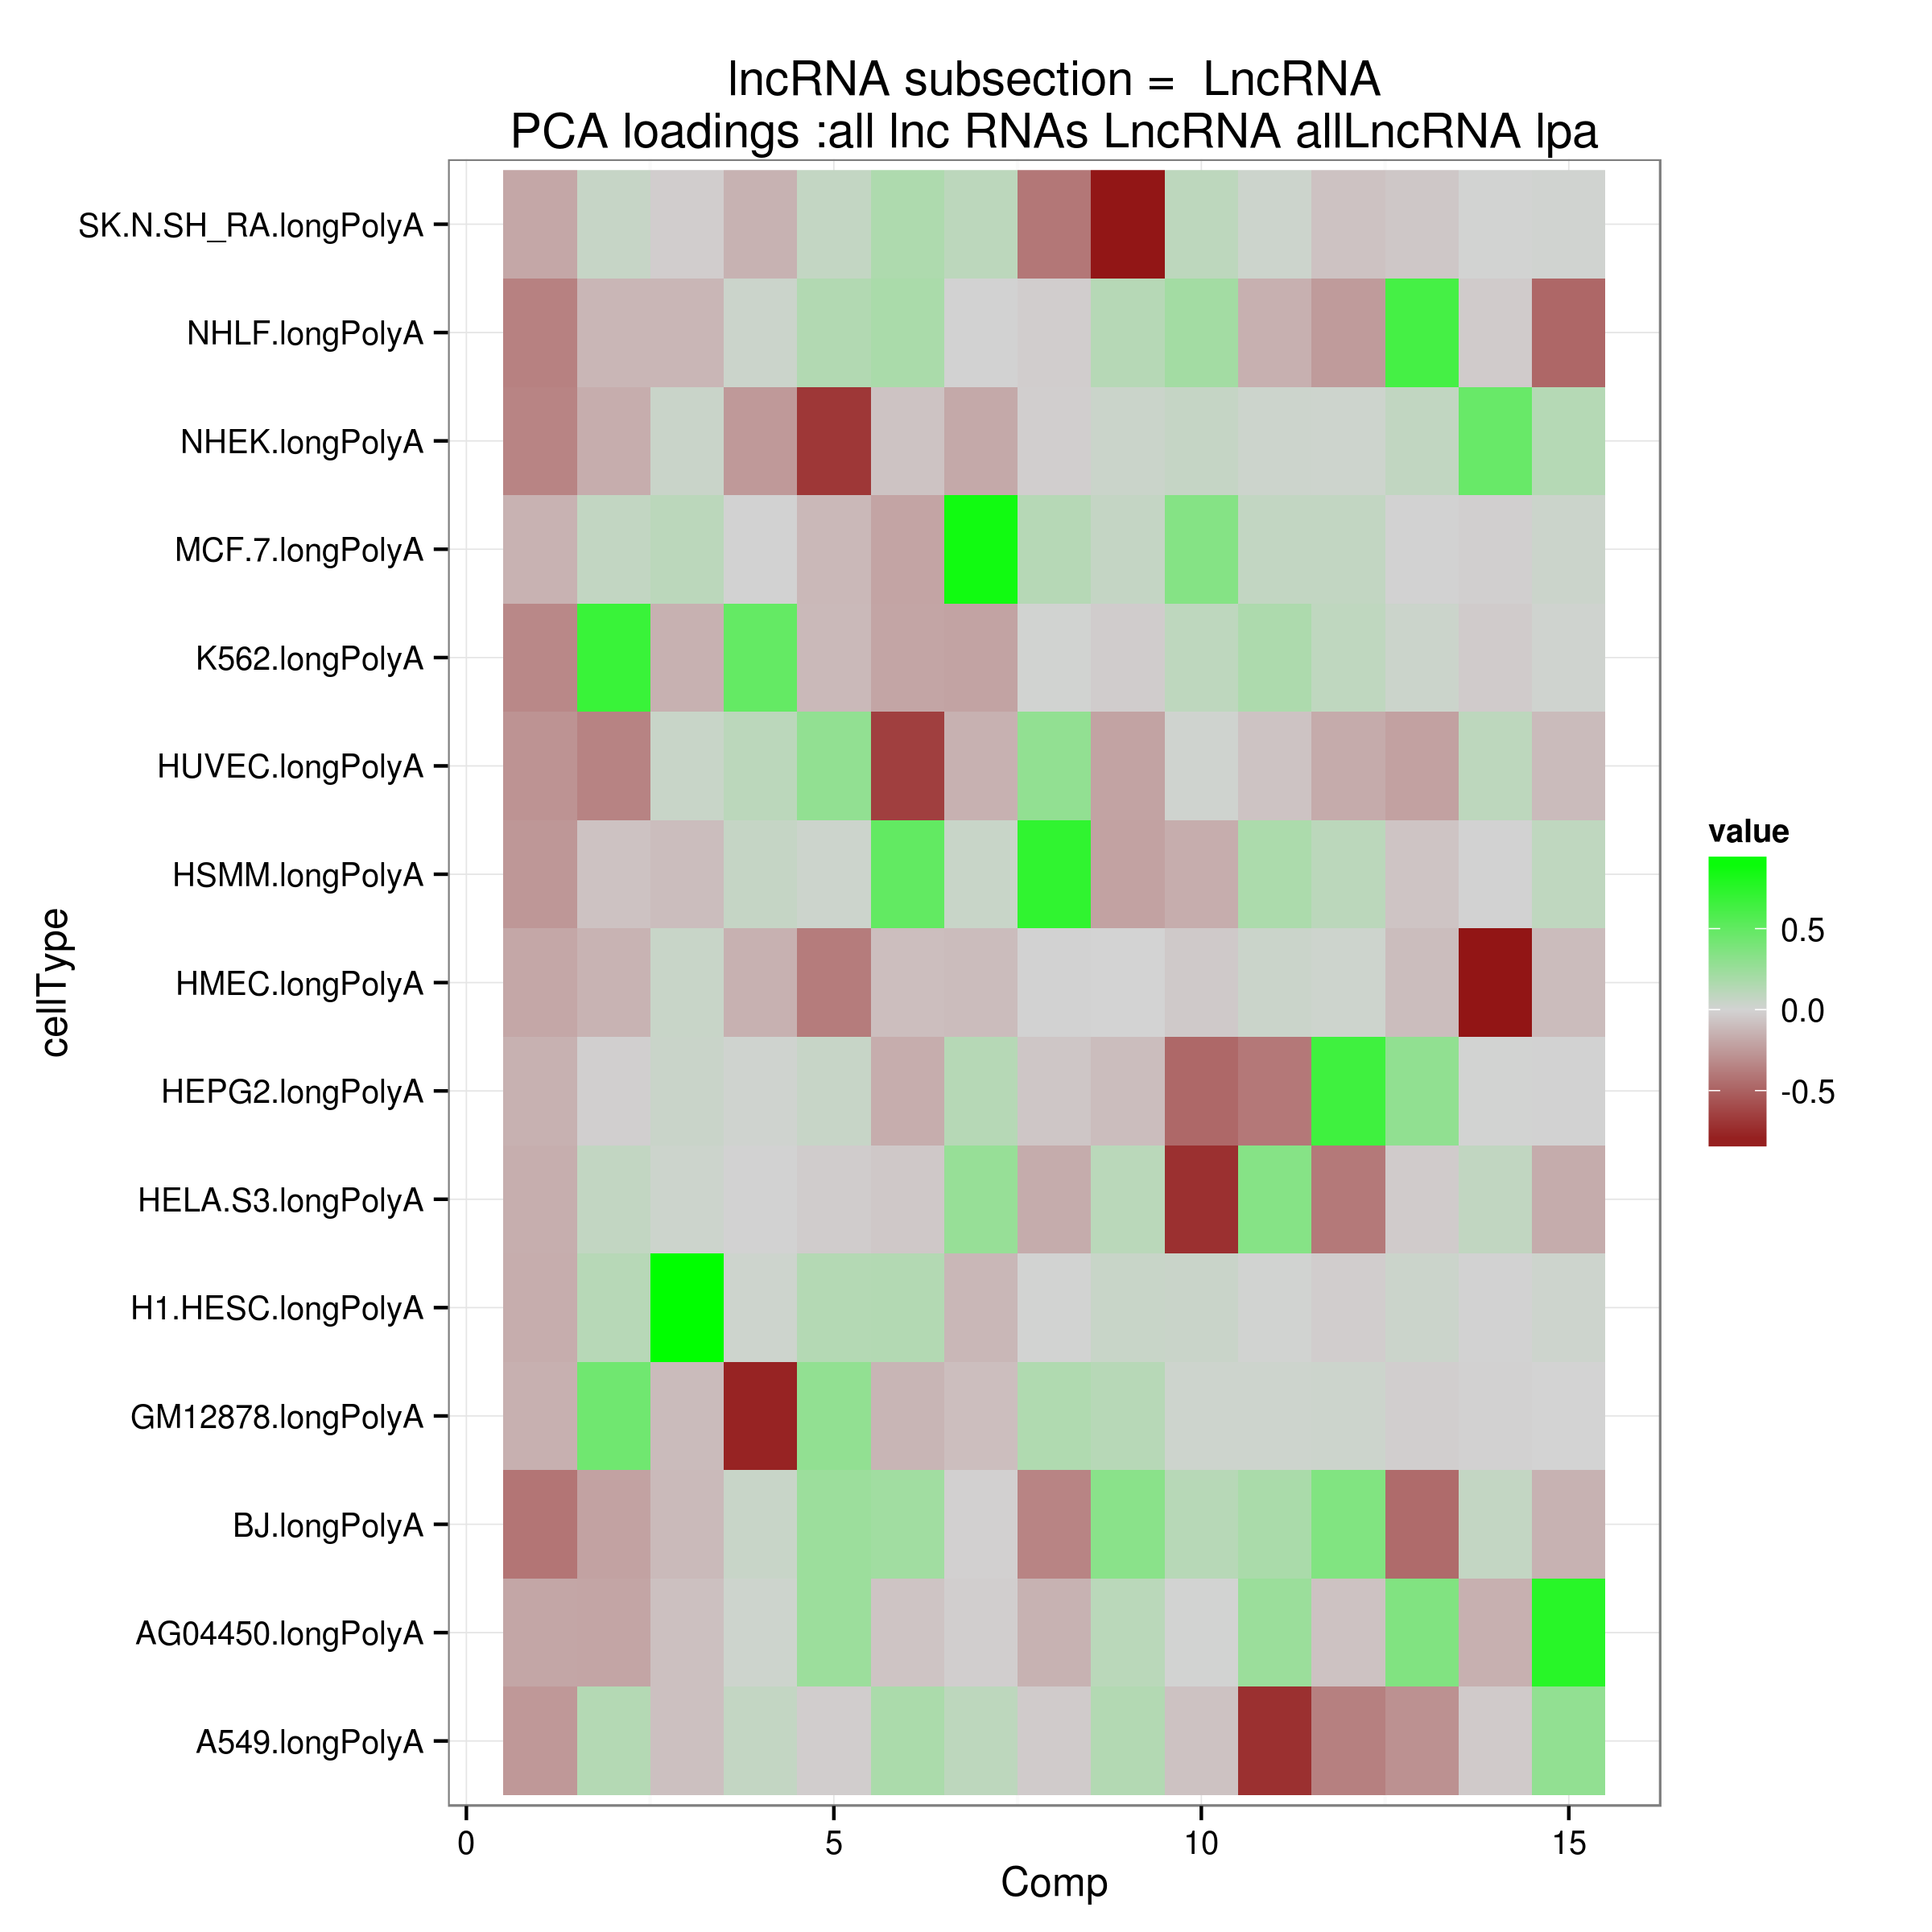 lncRNA subsection =  LncRNA
PCA loadings :all lnc RNAs LncRNA allLncRNA lpa
SK.N.SH_RA.longPolyA
NHLF.longPolyA
NHEK.longPolyA
MCF.7.longPolyA
K562.longPolyA
HUVEC.longPolyA
HSMM.longPolyA
HMEC.longPolyA
HEPG2.longPolyA
HELA.S3.longPolyA
H1.HESC.longPolyA
GM12878.longPolyA
BJ.longPolyA
AG04450.longPolyA
A549.longPolyA
cellType
0 5 10 15
Comp
value
0.5
0.0
-0.5